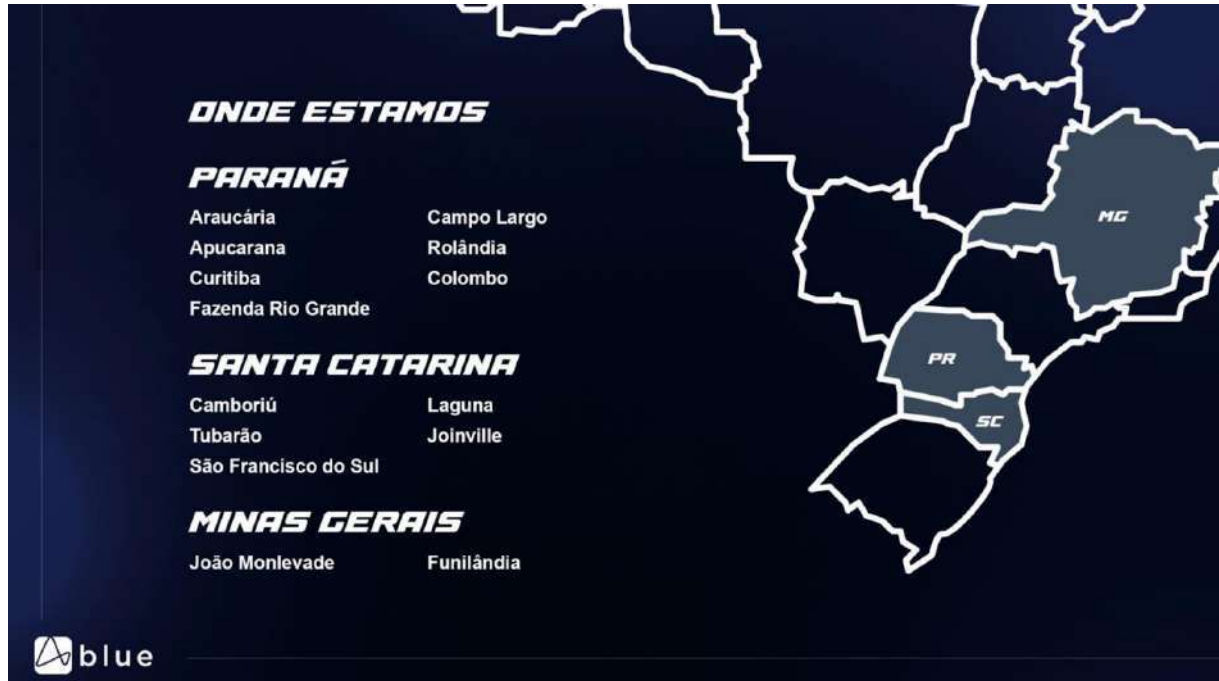 ONDE ESTAMOS
PARANÁ
Araucária
Campo Largo
Apucarana
Rolândia
Curitiba
Colombo
Fazenda Rio Grande
SANTA CATARINA
Camboriú
Laguna
Tubarão
Joinville
São Francisco do Sul
MINAS GERAIS
João Monlevade
Funilândia
MG
PR
SC
blue